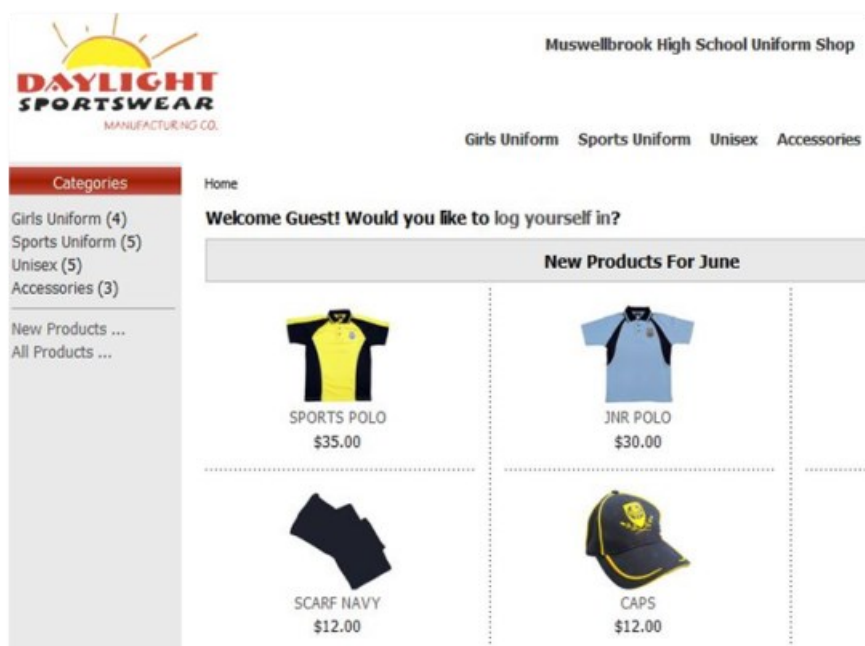 DAYLIGHT
SPORTSWEAR
MANUFACTURING CO.
Muswellbrook High School Uniform Shop
Girls Uniform Sports Uniform Unisex Accessories
Categories
Girls Uniform (4)
Sports Uniform (5)
Unisex (5)
Accessories (3)
New Products ...
All Products ...
Home
Welcome Guest! Would you like to log yourself in?
New Products For June
SPORTS POLO
$35.00
JNR POLO
$30.00
SCARF NAVY
$12.00
CAPS
$12.00